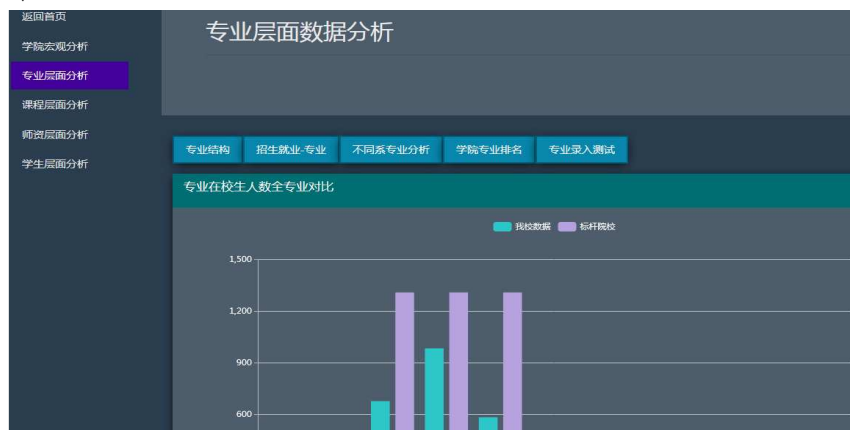 返回首页
学院宏观分析
专业层面分析
课程层面分析
师资层面分析
学生层面分析
专业层面数据分析
专业结构 招生就业-专业 不同系专业分析 学院专业排名 专业录入测试
专业在校生人数全专业对比
我校数据 标杆院校
1,500
1,200
900
600